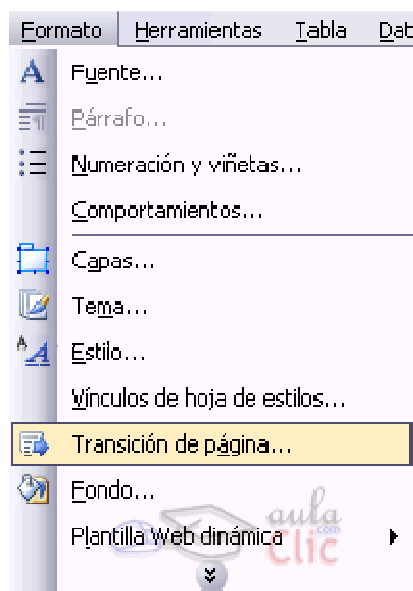 Formato Herramientas Tabla Dat
Fuente...
Párrafo...
Numeración y viñetas...
Comportamientos...
Capas...
Tema...
Estilo...
Vínculos de hoja de estilos...
Transición de página...
Fondo...
Plantilla Web dinámica
aula
.com
Clic